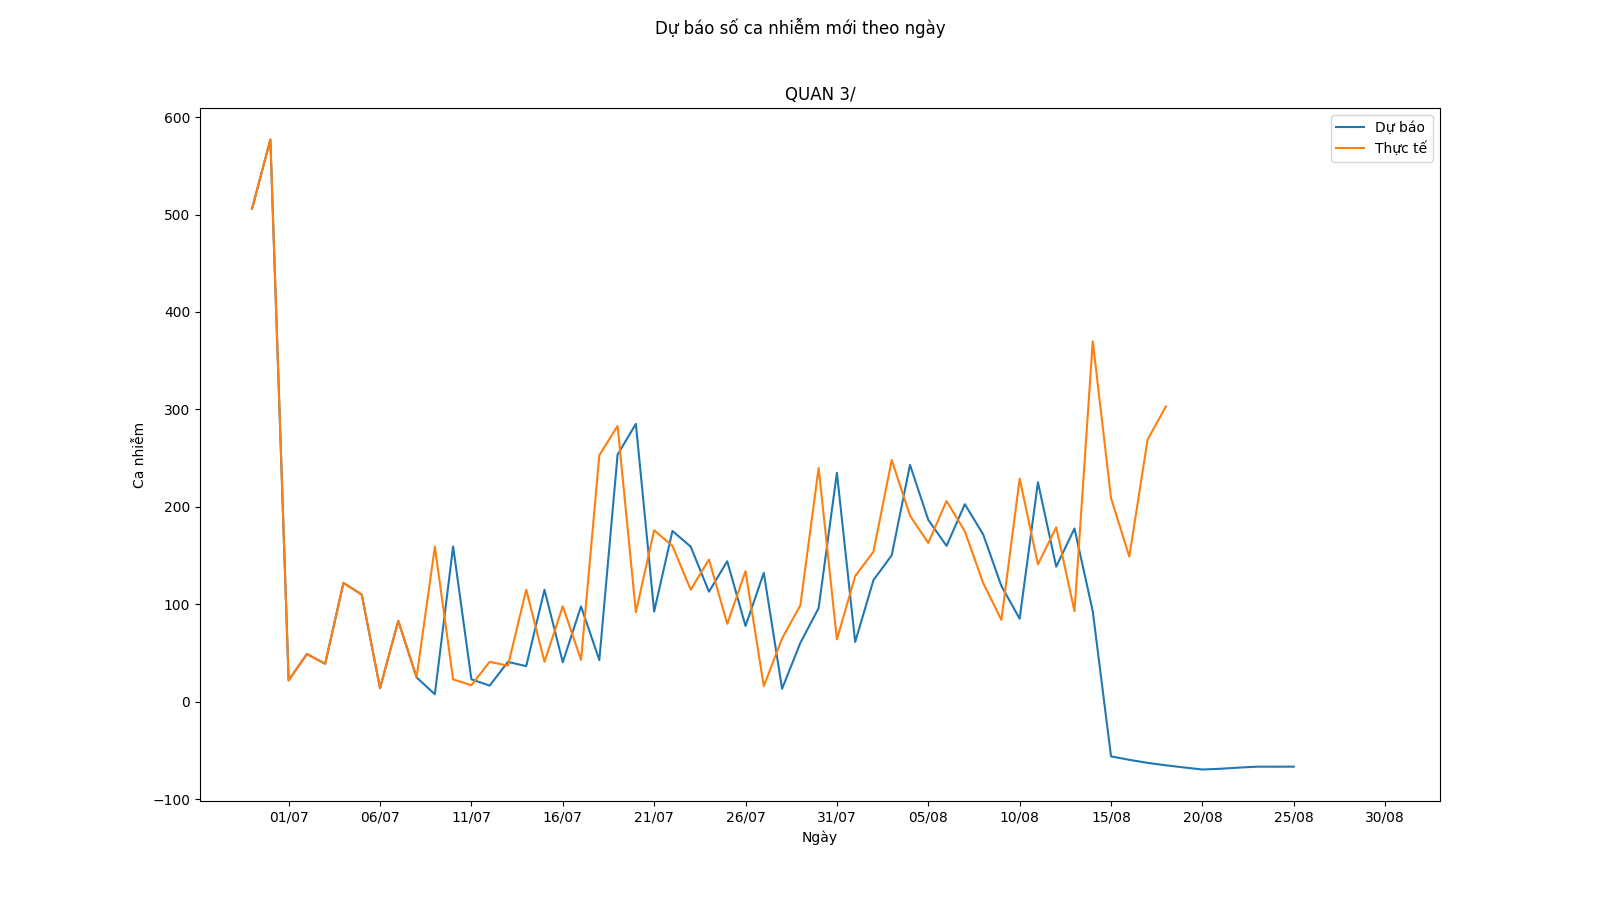 Dự báo số ca nhiễm mới theo ngày
QUAN 3/
Dự báo
Thực tế
600
500
400
300
200
100
0
−100
Ca nhiễm
01/07 06/07 11/07 16/07 21/07 26/07 31/07 05/08 10/08 15/08 20/08 25/08 30/08
Ngày